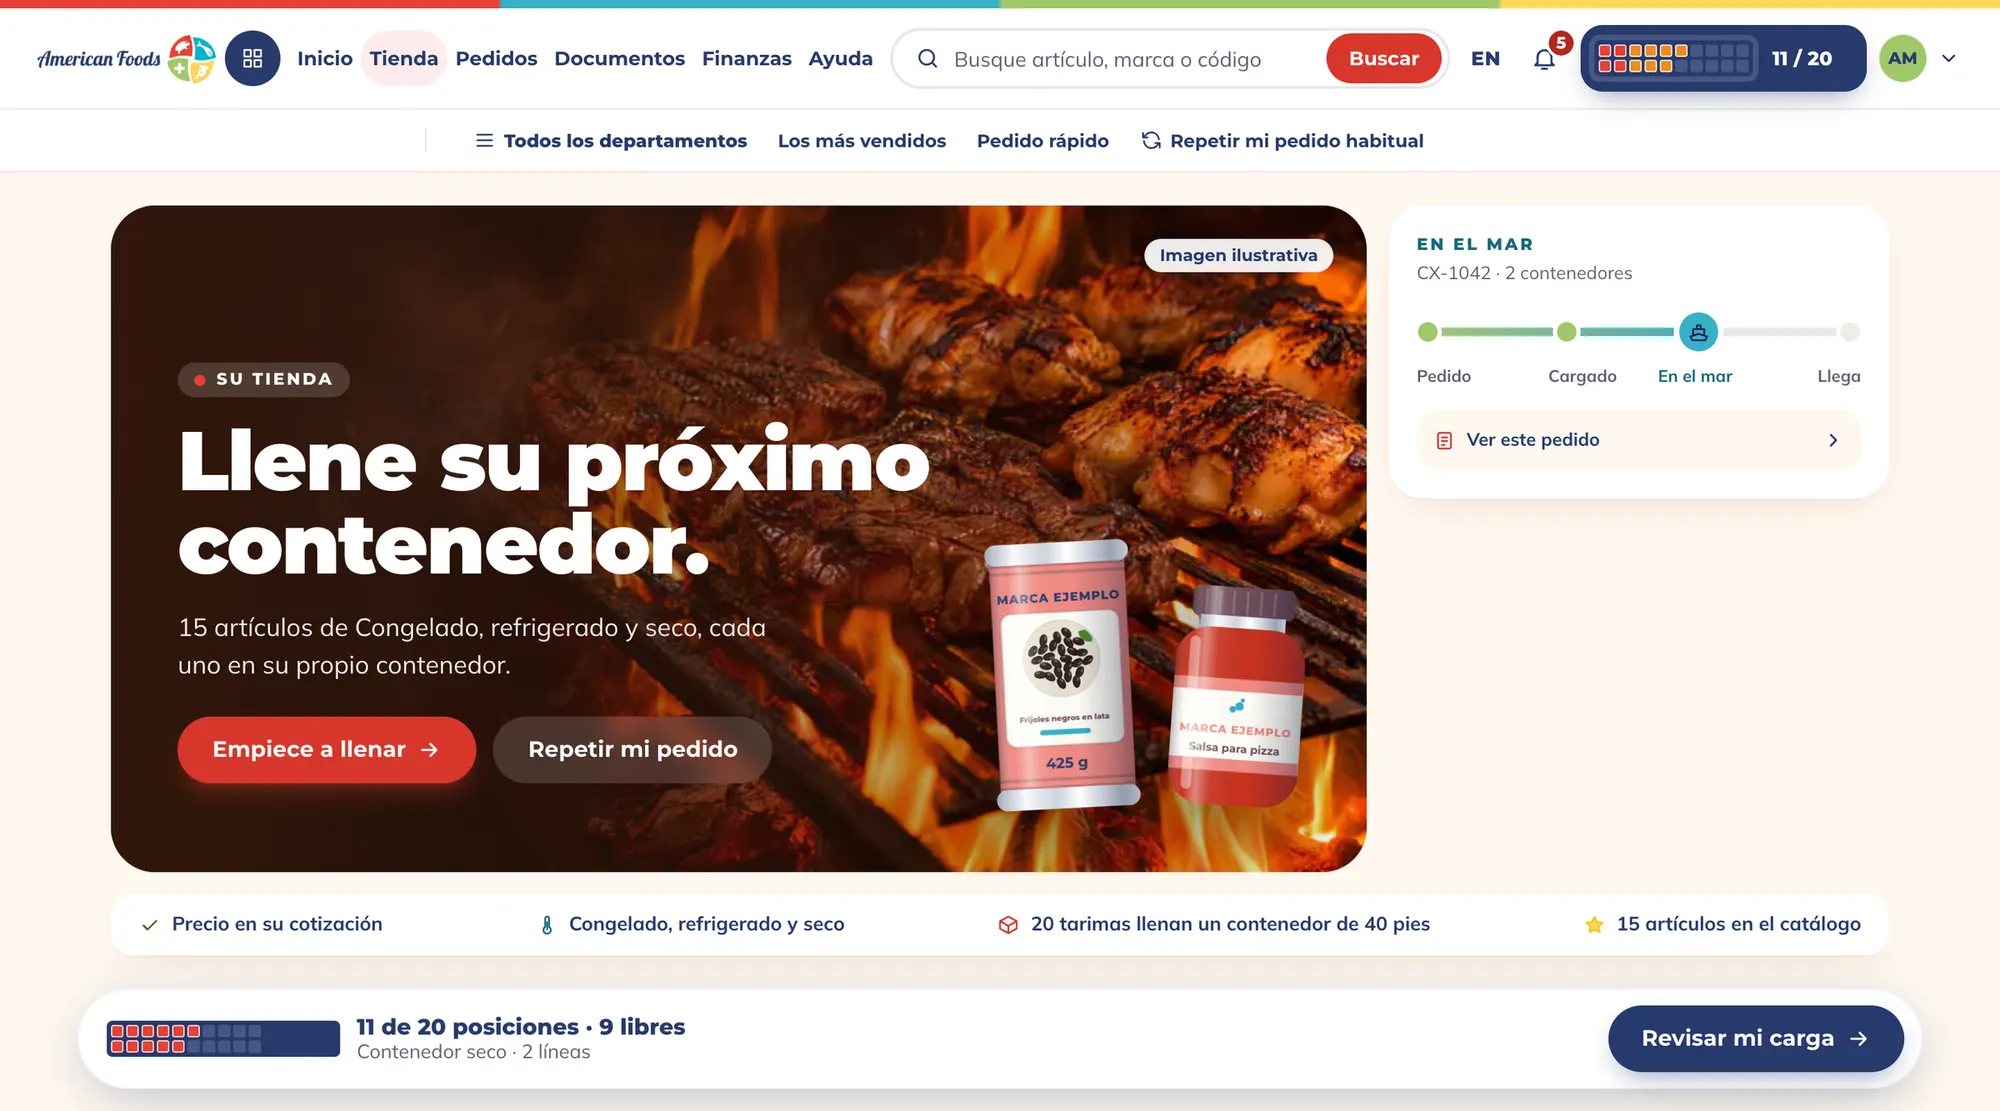 American Foods
Inicio
Tienda
Pedidos
Documentos
Finanzas
Ayuda
Busque artículo, marca o código
Buscar
EN
5
11 / 20
AM
Todos los departamentos
Los más vendidos
Pedido rápido
Repetir mi pedido habitual
Imagen ilustrativa
SU TIENDA
Llene su próximo
contenedor.
15 artículos de Congelado, refrigerado y seco, cada
uno en su propio contenedor.
Empiece a llenar
Repetir mi pedido
MARCA EJEMPLO
Frijoles negros en lata
425 g
MARCA EJEMPLO
Salsa para pizza
EN EL MAR
CX-1042 · 2 contenedores
Pedido
Cargado
En el mar
Llega
Ver este pedido
Precio en su cotización
Congelado, refrigerado y seco
20 tarimas llenan un contenedor de 40 pies
15 artículos en el catálogo
11 de 20 posiciones · 9 libres
Contenedor seco · 2 líneas
Revisar mi carga